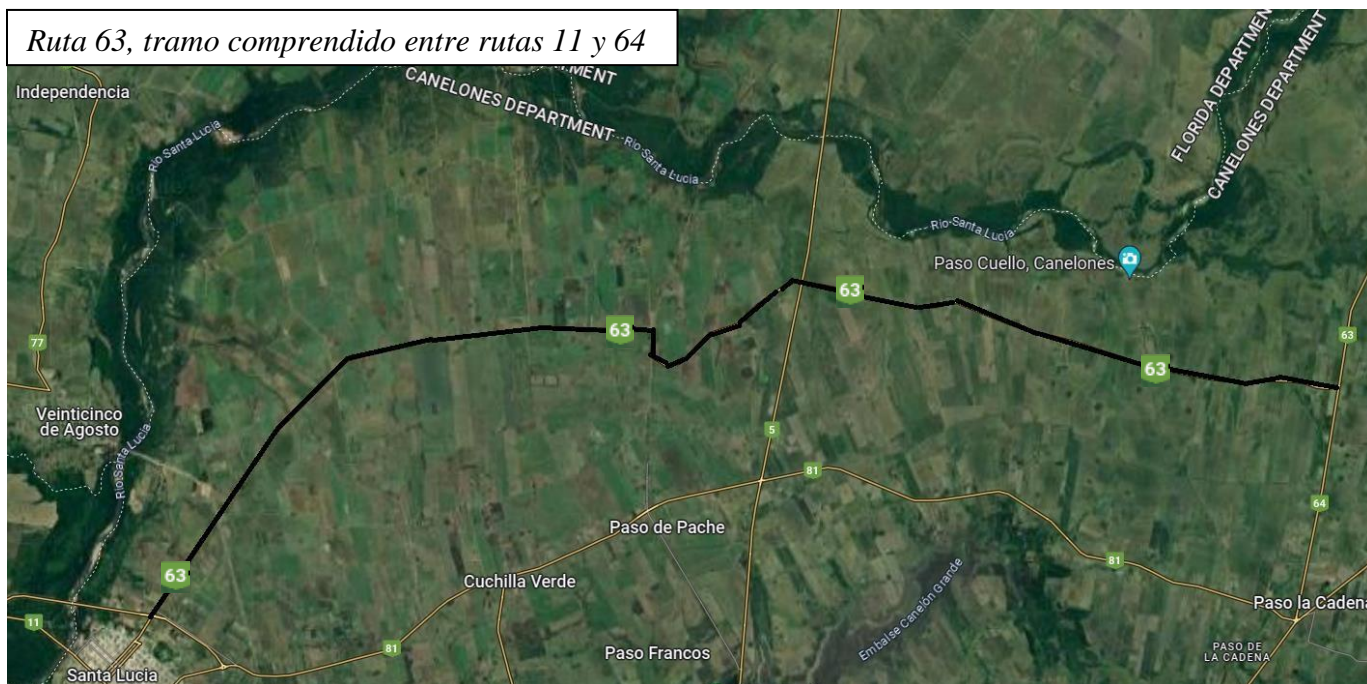 Ruta 63, tramo comprendido entre rutas 11 y 64
Independencia
CANELONES DEPARTMENT
FLORIDA DEPARTMENT
CANELONES DEPARTMENT
Río Santa Lucía
Río Santa Lucía
Río Santa Lucía
Paso Cuello, Canelones
63
63
63
77
63
Veinticinco
de Agosto
Río Santa Lucía
5
81
64
Paso de Pache
81
63
Cuchilla Verde
Embalse Canelón Grande
Paso la Cadena
11
81
Paso Francos
PASO DE
LA CADENA
Santa Lucia